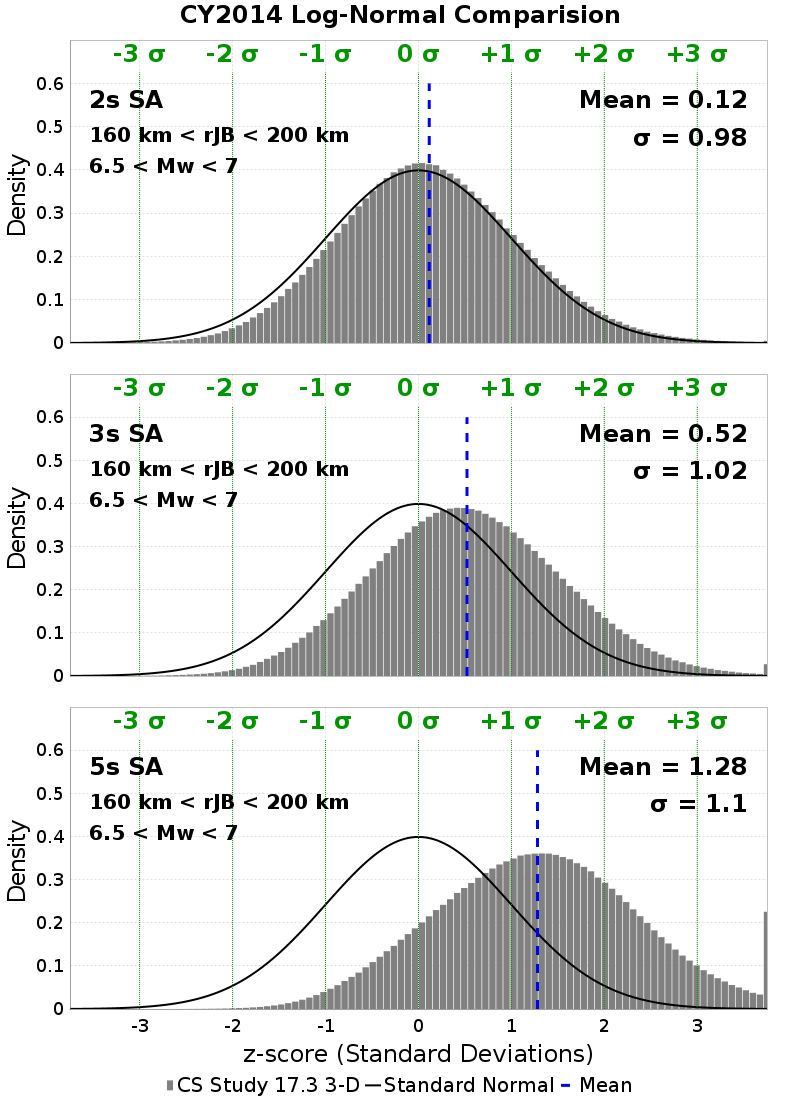 CY2014 Log-Normal Comparision
-3 σ -2 σ -1 σ 0 σ +1 σ +2 σ +3 σ
2s SA
160 km < rJB < 200 km
6.5 < Mw < 7
Mean = 0.12
σ = 0.98
Density
0.6
0.5
0.4
0.3
0.2
0.1
0
-3 σ -2 σ -1 σ 0 σ +1 σ +2 σ +3 σ
3s SA
160 km < rJB < 200 km
6.5 < Mw < 7
Mean = 0.52
σ = 1.02
Density
0.6
0.5
0.4
0.3
0.2
0.1
0
-3 σ -2 σ -1 σ 0 σ +1 σ +2 σ +3 σ
5s SA
160 km < rJB < 200 km
6.5 < Mw < 7
Mean = 1.28
σ = 1.1
Density
0.6
0.5
0.4
0.3
0.2
0.1
0
-3 -2 -1 0 1 2 3
z-score (Standard Deviations)
CS Study 17.3 3-D Standard Normal Mean